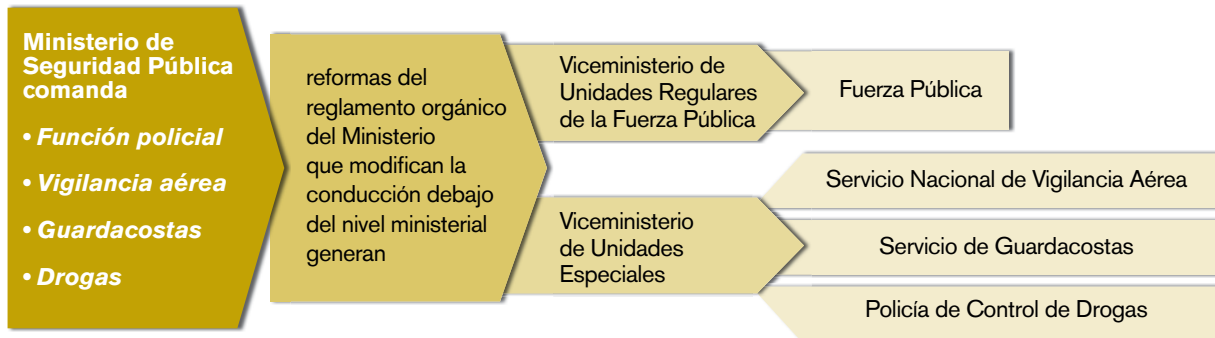 Ministerio de
Seguridad Pública
comanda
• Función policial
• Vigilancia aérea
• Guardacostas
• Drogas
reformas del
reglamento orgánico
del Ministerio
que modifican la
conducción debajo
del nivel ministerial
generan
Viceministerio de
Unidades Regulares
de la Fuerza Pública
Fuerza Pública
Viceministerio
de Unidades
Especiales
Servicio Nacional de Vigilancia Aérea
Servicio de Guardacostas
Policía de Control de Drogas